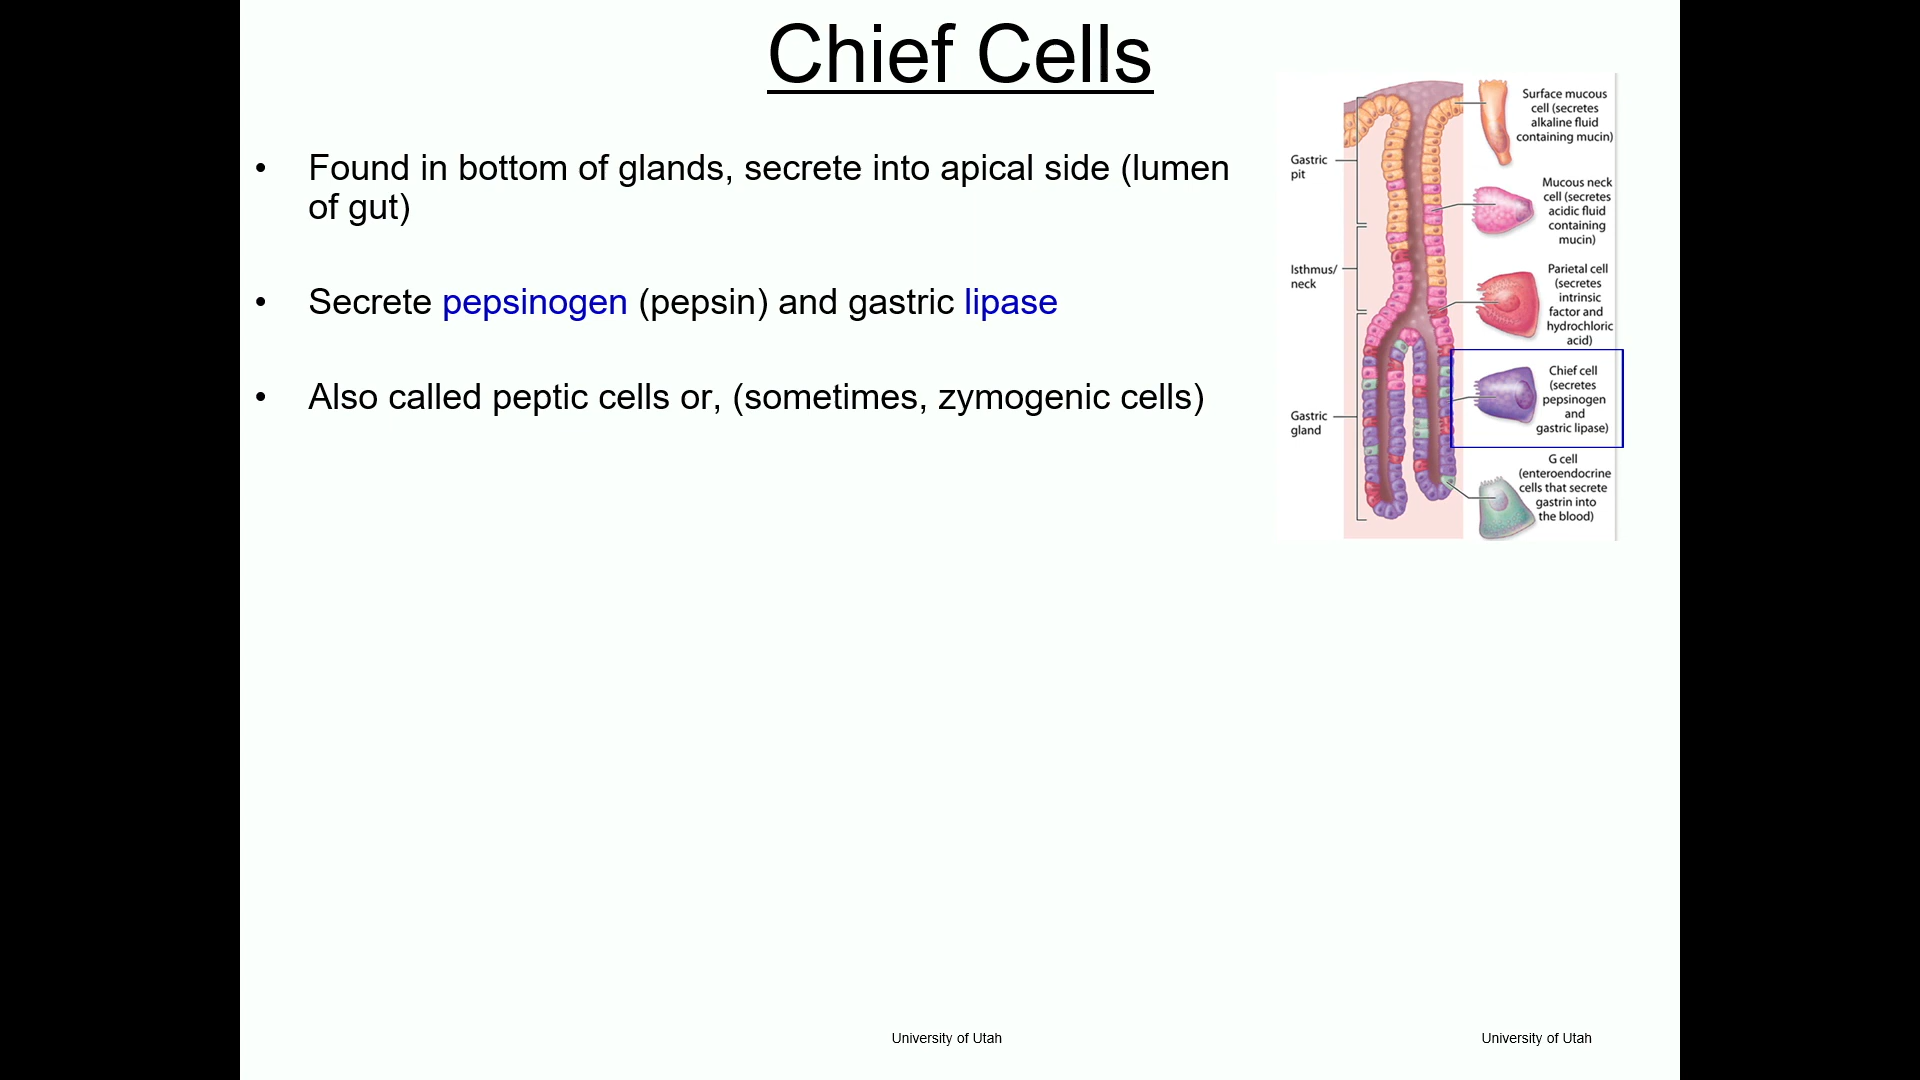 Chief Cells
• Found in bottom of glands, secrete into apical side (lumen
of gut)
• Secrete pepsinogen (pepsin) and gastric lipase
• Also called peptic cells or, (sometimes, zymogenic cells)
Gastric
pit
Isthmus/
neck
Gastric
gland
Surface mucous
cell (secretes
alkaline fluid
containing mucin)
Mucous neck
cell (secretes
acidic fluid
containing
mucin)
Parietal cell
(secretes
intrinsic
factor and
hydrochloric
acid)
Chief cell
(secretes
pepsinogen
and
gastric lipase)
G cell
(enteroendocrine
cells that secrete
gastrin into
the blood)
University of Utah
University of Utah